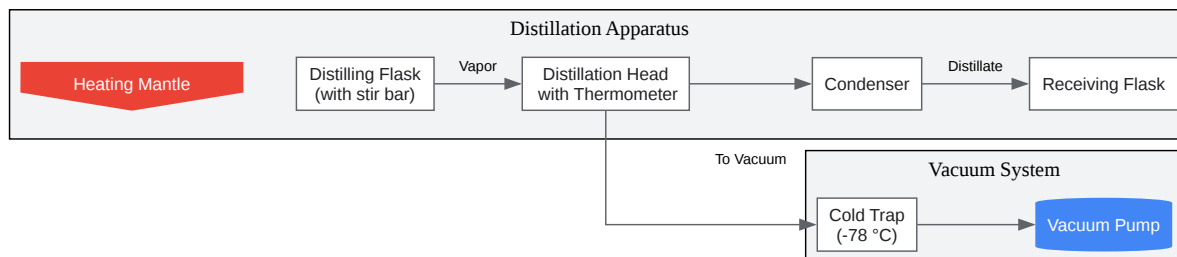 Distillation Apparatus
Heating Mantle
Distilling Flask
(with stir bar)
Vapor
Distillation Head
with Thermometer
Condenser
Distillate
Receiving Flask
To Vacuum
Vacuum System
Cold Trap
(-78 °C)
Vacuum Pump